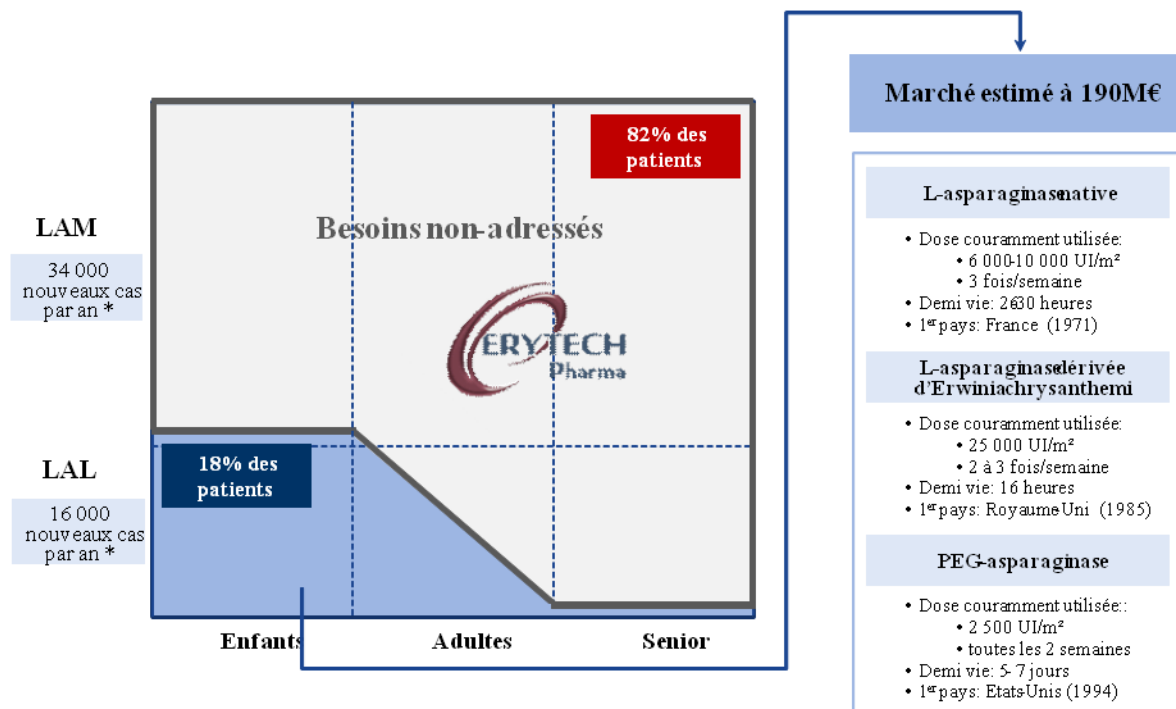 Marché estimé à 190M€
82% des
patients
Besoins non-adressés
ERYTECH
Pharma
LAM
34 000
nouveaux cas
par an *
18% des
patients
LAL
16 000
nouveaux cas
par an *
Enfants
Adultes
Senior
L-asparaginase native
• Dose couramment utilisée:
• 6 000-10 000 UI/m²
• 3 fois/semaine
• Demi vie: 26-30 heures
• 1er pays: France (1971)
L-asparaginase dérivée
d'Erwinia chrysanthemi
• Dose couramment utilisée:
• 25 000 UI/m²
• 2 à 3 fois/semaine
• Demi vie: 16 heures
• 1er pays: Royaume-Uni (1985)
PEG-asparaginase
• Dose couramment utilisée::
• 2 500 UI/m²
• toutes les 2 semaines
• Demi vie: 5-7 jours
• 1er pays: Etats-Unis (1994)